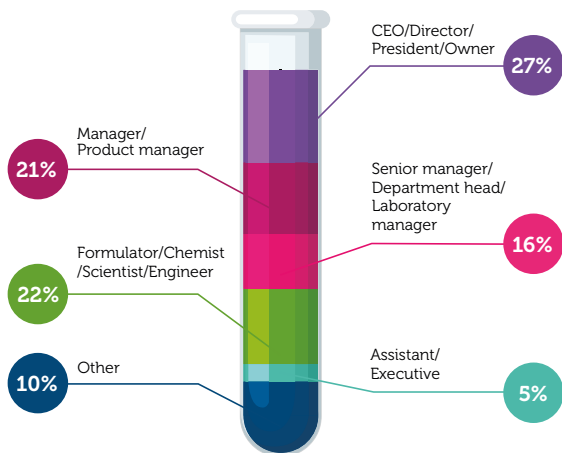 CEO/Director/
President/Owner
27%
Manager/
Product manager
21%
Senior manager/
Department head/
Laboratory
manager
16%
Formulator/Chemist
/Scientist/Engineer
22%
Other
10%
Assistant/
Executive
5%